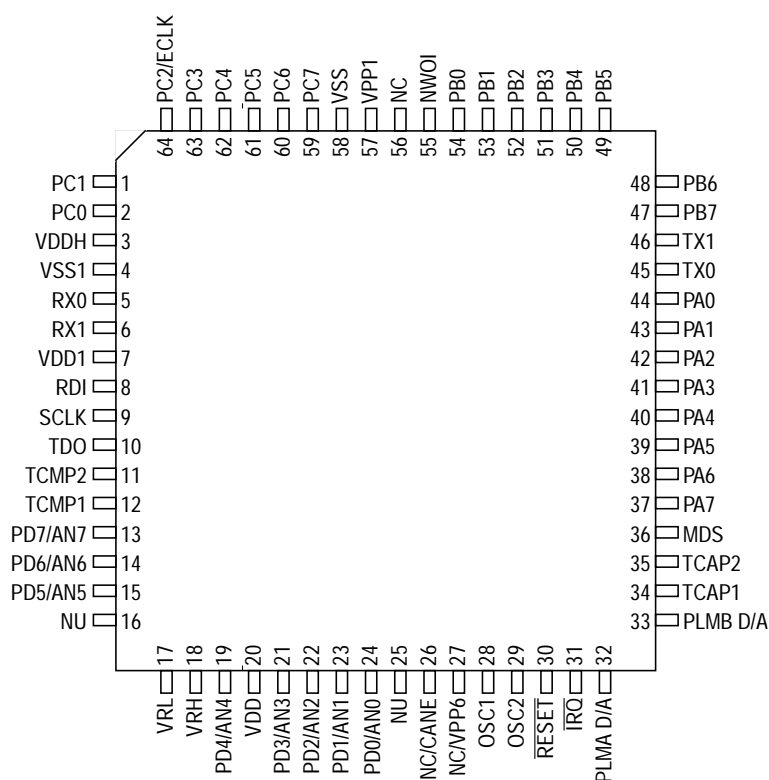 PC2/ECLK
PC3
PC4
PC5
PC6
PC7
VSS
VPP1
NC
NWOI
PB0
PB1
PB2
PB3
PB4
PB5
64
63
62
61
60
59
58
57
56
55
54
53
52
51
50
49
PC1 1
PC0 2
VDDH 3
VSS1 4
RX0 5
RX1 6
VDD1 7
RDI 8
SCLK 9
TDO 10
TCMP2 11
TCMP1 12
PD7/AN7 13
PD6/AN6 14
PD5/AN5 15
NU 16
48 PB6
47 PB7
46 TX1
45 TX0
44 PA0
43 PA1
42 PA2
41 PA3
40 PA4
39 PA5
38 PA6
37 PA7
36 MDS
35 TCAP2
34 TCAP1
33 PLMB D/A
17
18
19
20
21
22
23
24
25
26
27
28
29
30
31
32
VRL
VRH
PD4/AN4
VDD
PD3/AN3
PD2/AN2
PD1/AN1
PD0/AN0
NU
NC/CANE
NC/VPP6
OSC1
OSC2
RESET
IRQ
PLMA D/A